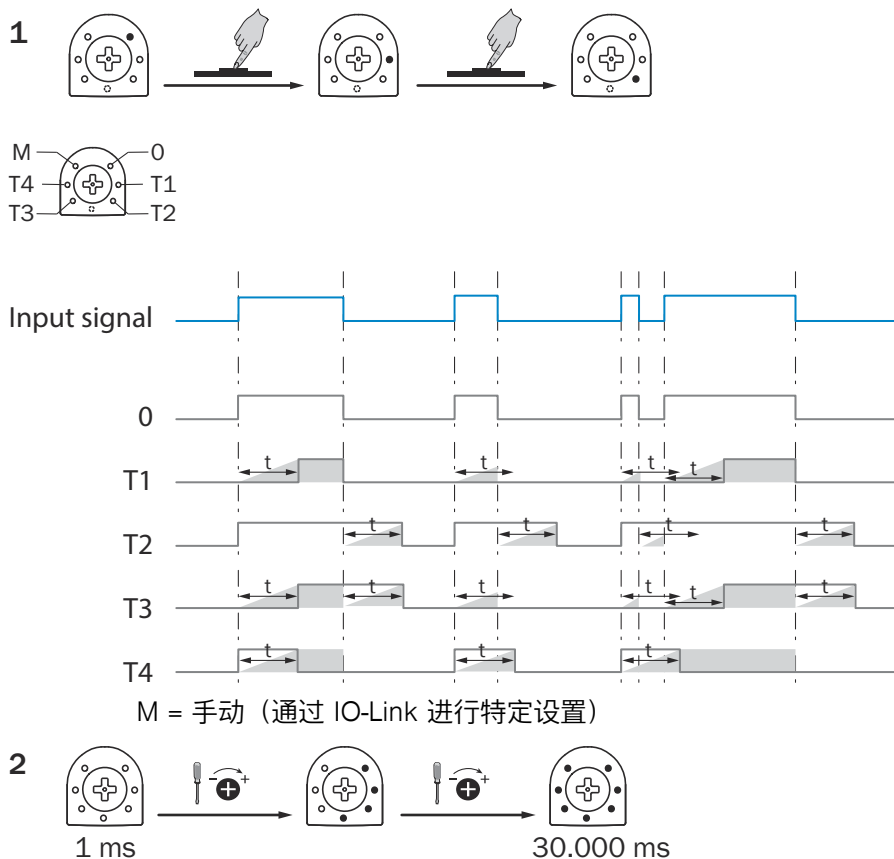 1
M
0
T4
T1
T3
T2
Input signal
0
t
t
t
t
T1
t
t
t
t
T2
t
t
t
t
t
t
T3
t
t
t
T4
M = 手动（通过 IO-Link 进行特定设置）
2
- +
- +
1 ms
30.000 ms